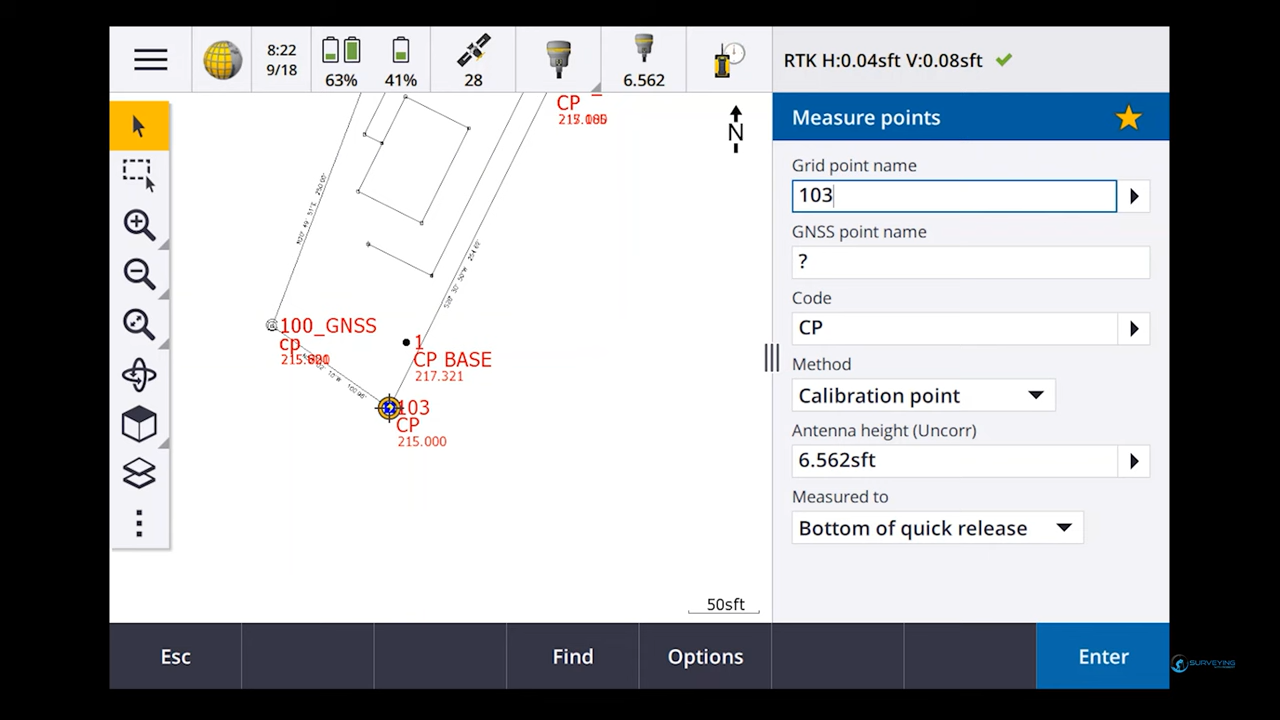 8:22
9/18
63%
41%
28
6.562
RTK H:0.04sft V:0.08sft
Measure points
Grid point name
103
GNSS point name
?
Code
CP
Method
Calibration point
Antenna height (Uncorr)
6.562sft
Measured to
Bottom of quick release
CP _
N
100_GNSS
cp
1
CP BASE
217.321
103
CP
215.000
50sft
Esc
Find
Options
Enter
SURVEYING